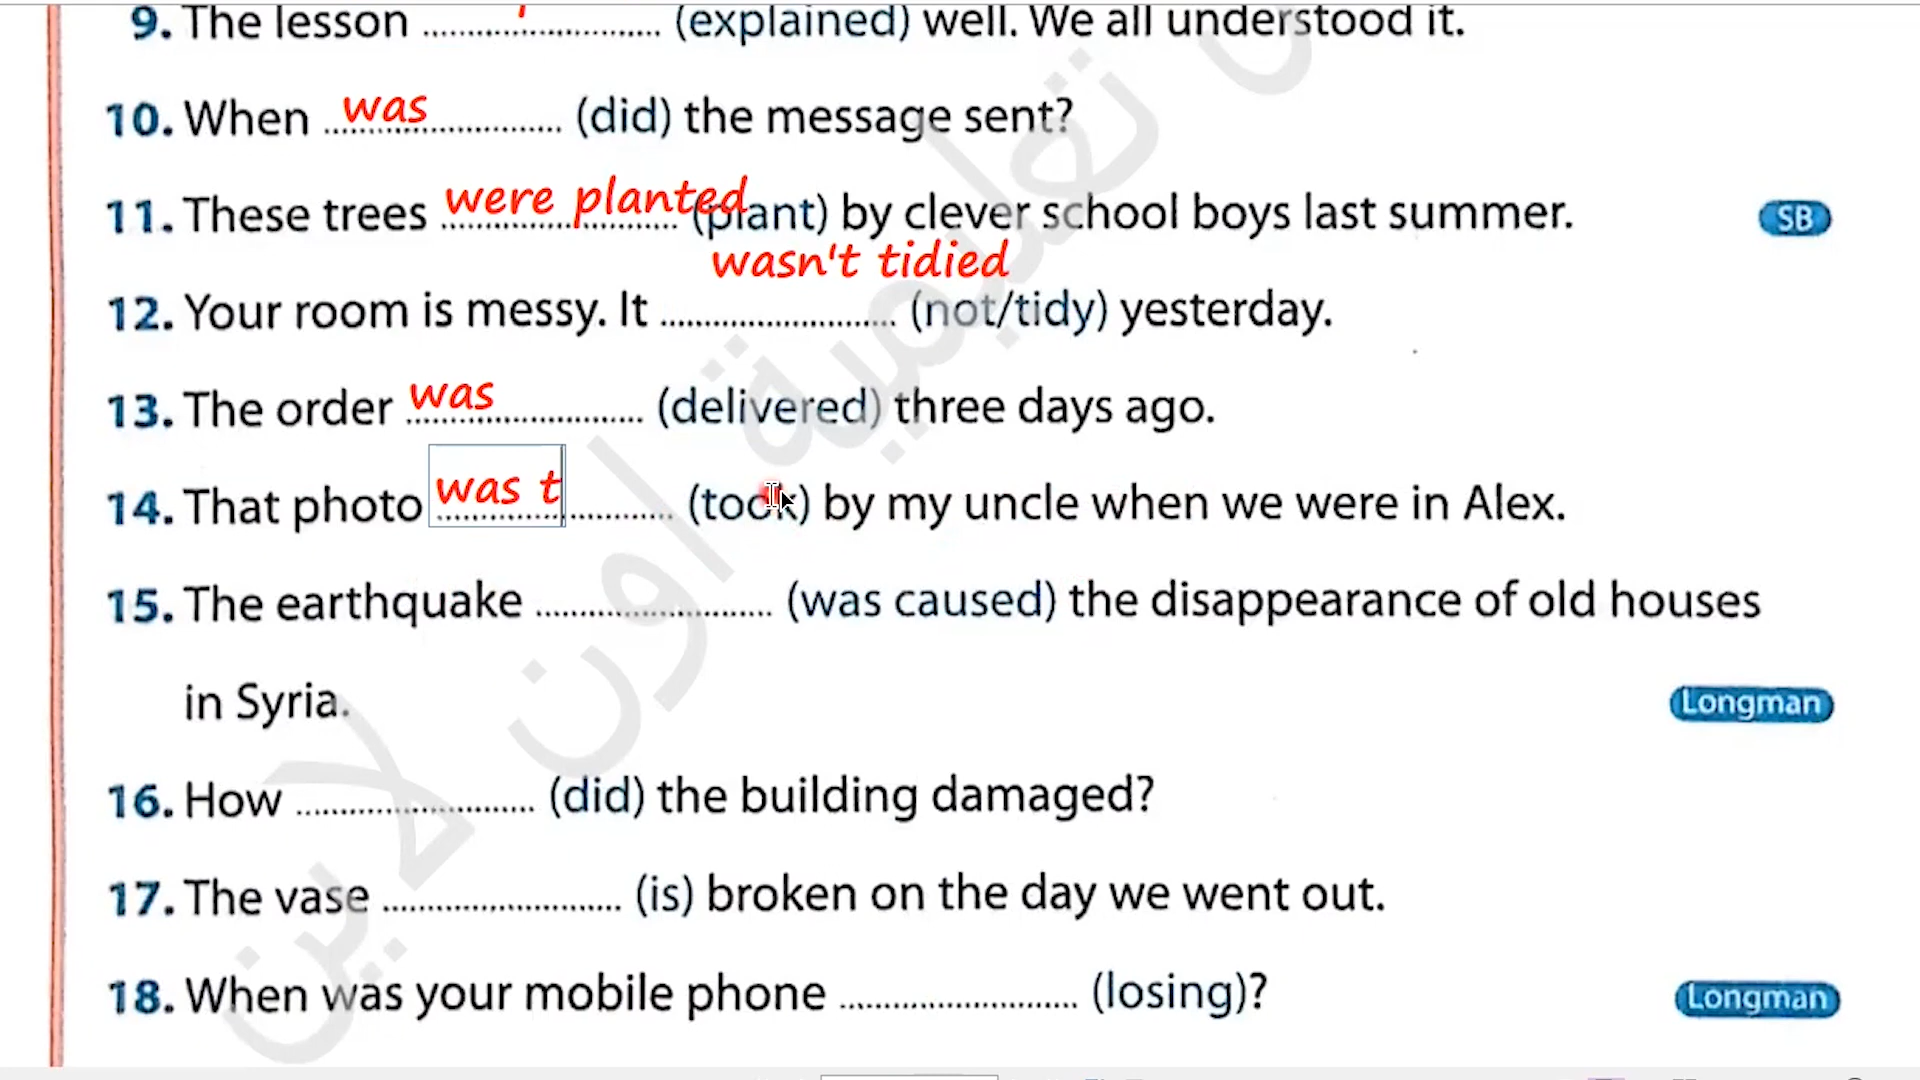 9. The lesson ........................ (explained) well. We all understood it.
10. When was ........................ (did) the message sent?
11. These trees were planted ........................ (plant) by clever school boys last summer. SB
wasn't tidied
12. Your room is messy. It ........................ (not/tidy) yesterday.
13. The order was ........................ (delivered) three days ago.
14. That photo was t ........................ (took) by my uncle when we were in Alex.
15. The earthquake ........................ (was caused) the disappearance of old houses
in Syria. Longman
16. How ........................ (did) the building damaged?
17. The vase ........................ (is) broken on the day we went out.
18. When was your mobile phone ........................ (losing)? Longman
تعليمية اون لاين